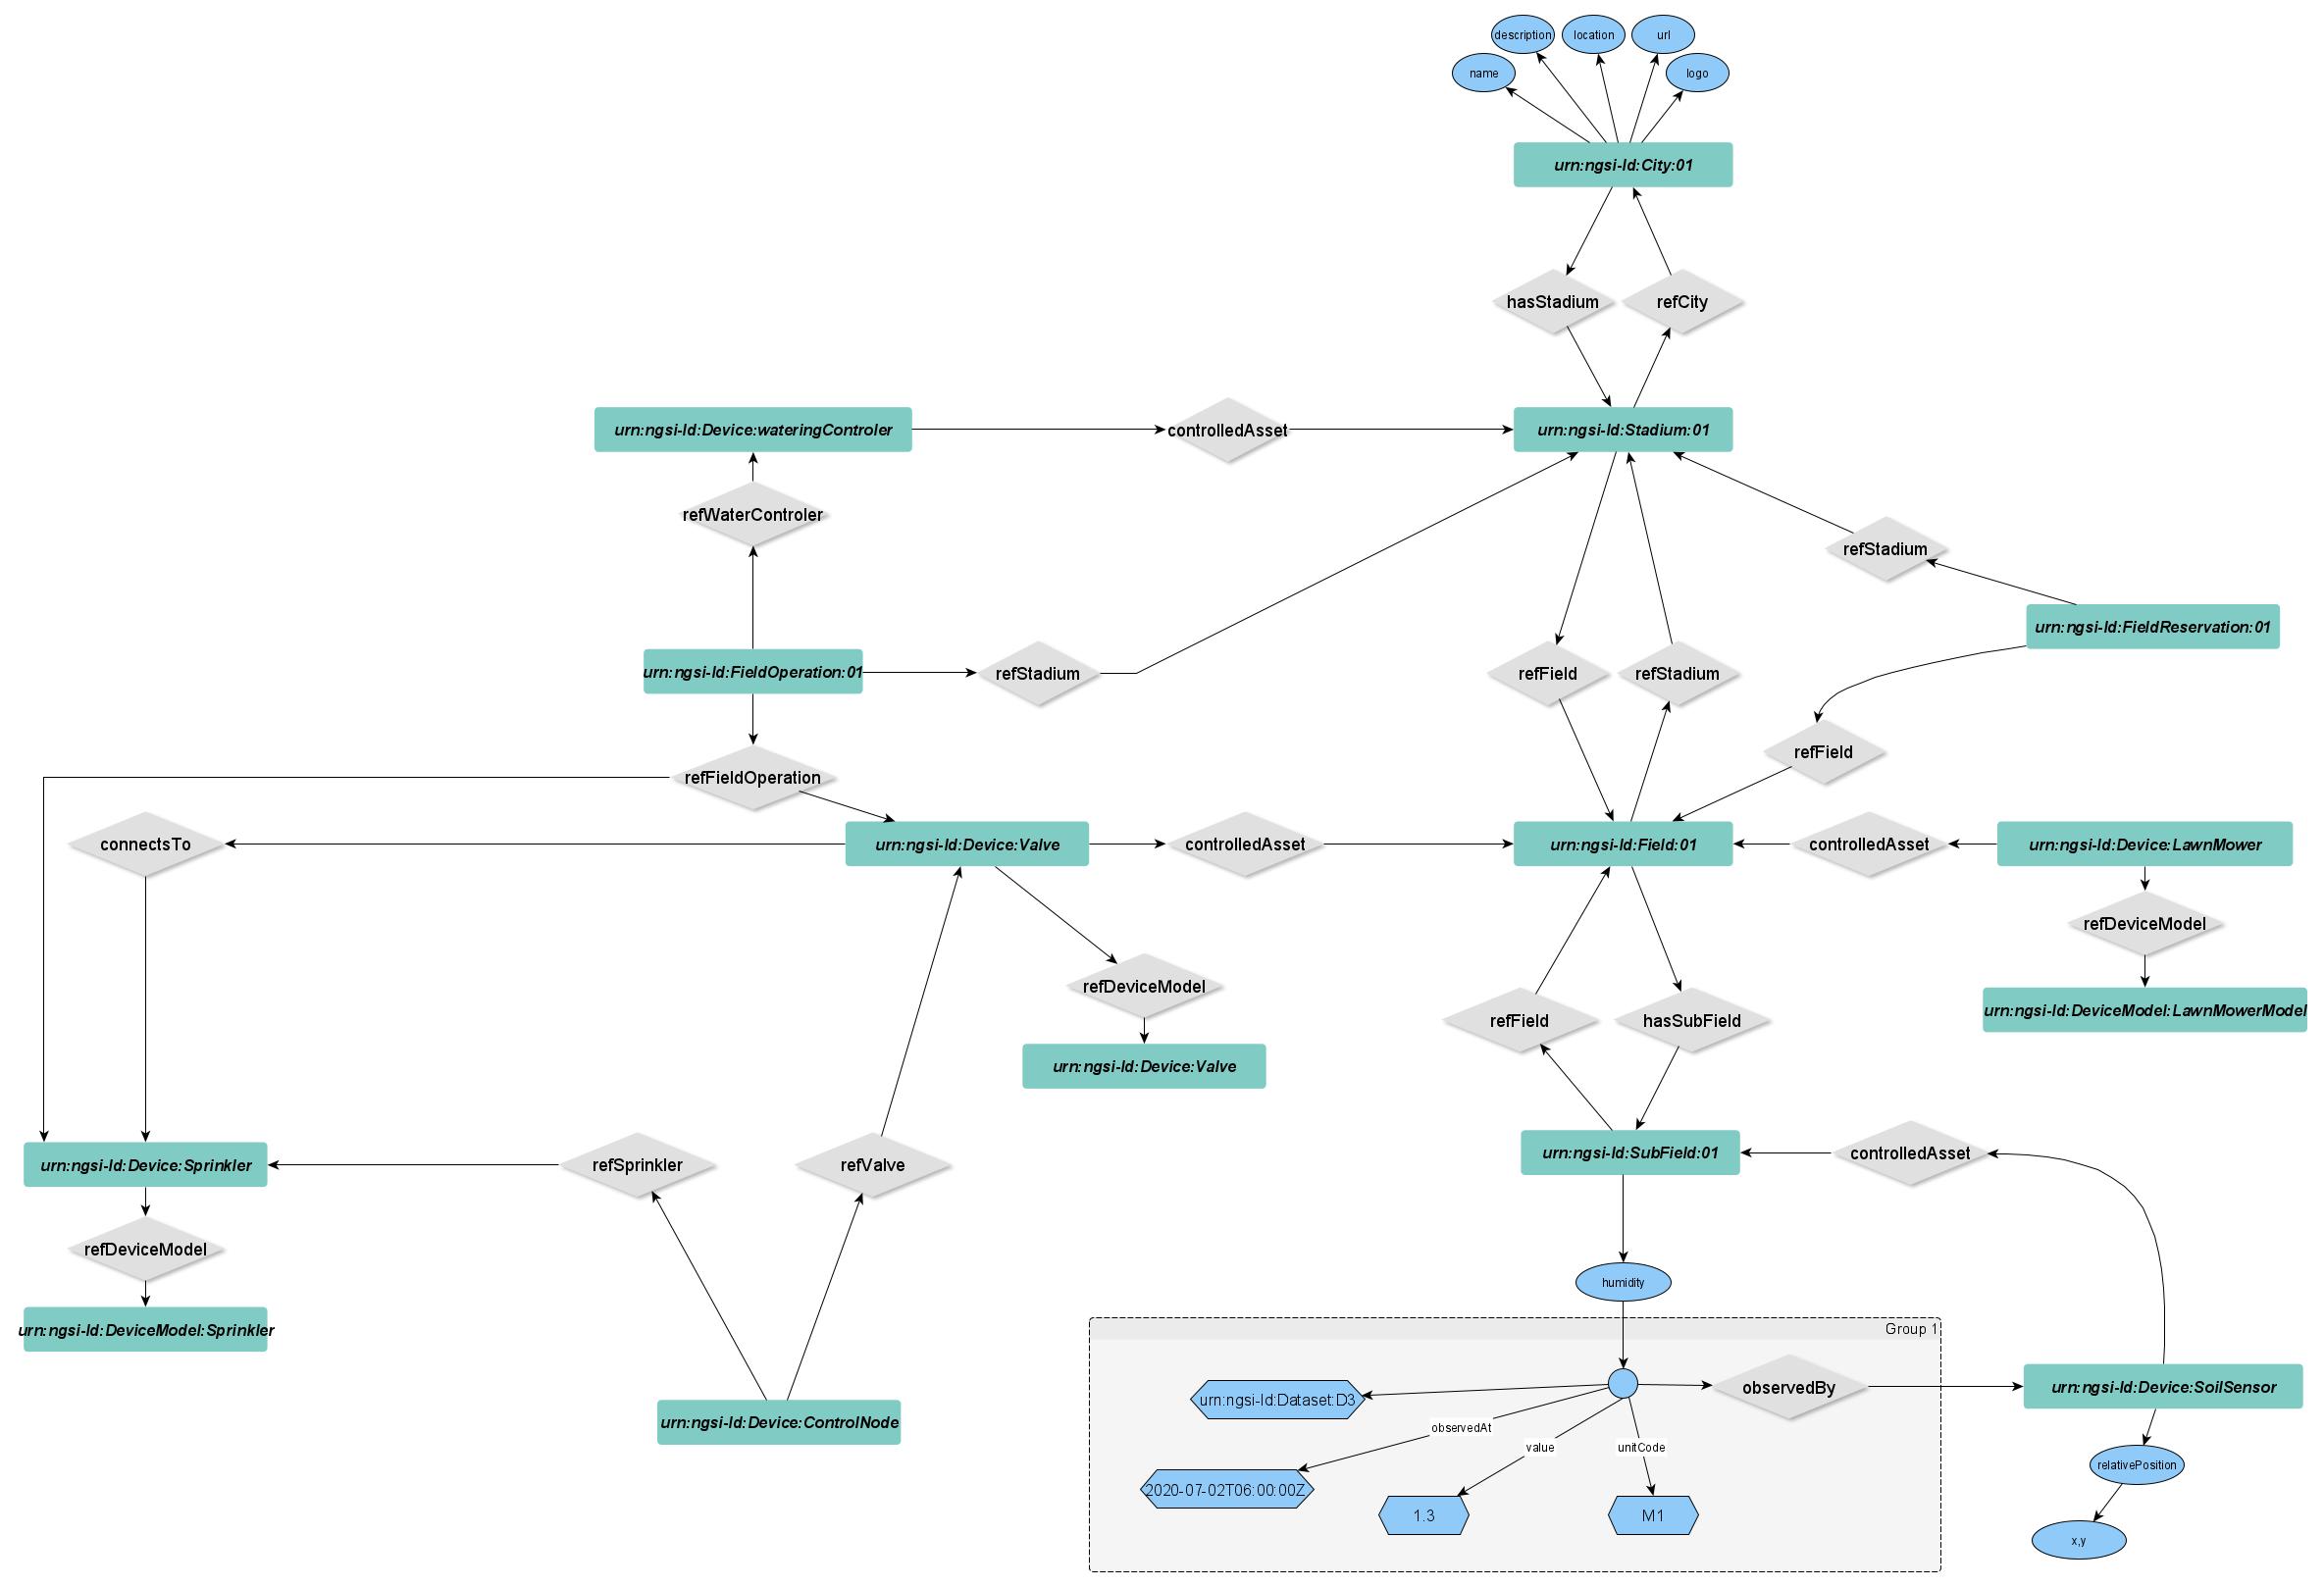 description
location
url
name
logo
urn:ngsi-ld:City:01
hasStadium
refCity
urn:ngsi-ld:Device:wateringControler
controlledAsset
urn:ngsi-ld:Stadium:01
refWaterControler
refStadium
urn:ngsi-ld:FieldReservation:01
urn:ngsi-ld:FieldOperation:01
refStadium
refField
refStadium
refField
refFieldOperation
connectsTo
urn:ngsi-ld:Device:Valve
controlledAsset
urn:ngsi-ld:Field:01
controlledAsset
urn:ngsi-ld:Device:LawnMower
refDeviceModel
refDeviceModel
urn:ngsi-ld:DeviceModel:LawnMowerModel
refField
hasSubField
urn:ngsi-ld:Device:Valve
urn:ngsi-ld:SubField:01
controlledAsset
urn:ngsi-ld:Device:Sprinkler
refSprinkler
refValve
refDeviceModel
humidity
urn:ngsi-ld:DeviceModel:Sprinkler
Group 1
urn:ngsi-ld:Dataset:D3
observedBy
urn:ngsi-ld:Device:SoilSensor
urn:ngsi-ld:Device:ControlNode
observedAt
value
unitCode
relativePosition
2020-07-02T06:00:00Z
1.3
M1
x,y